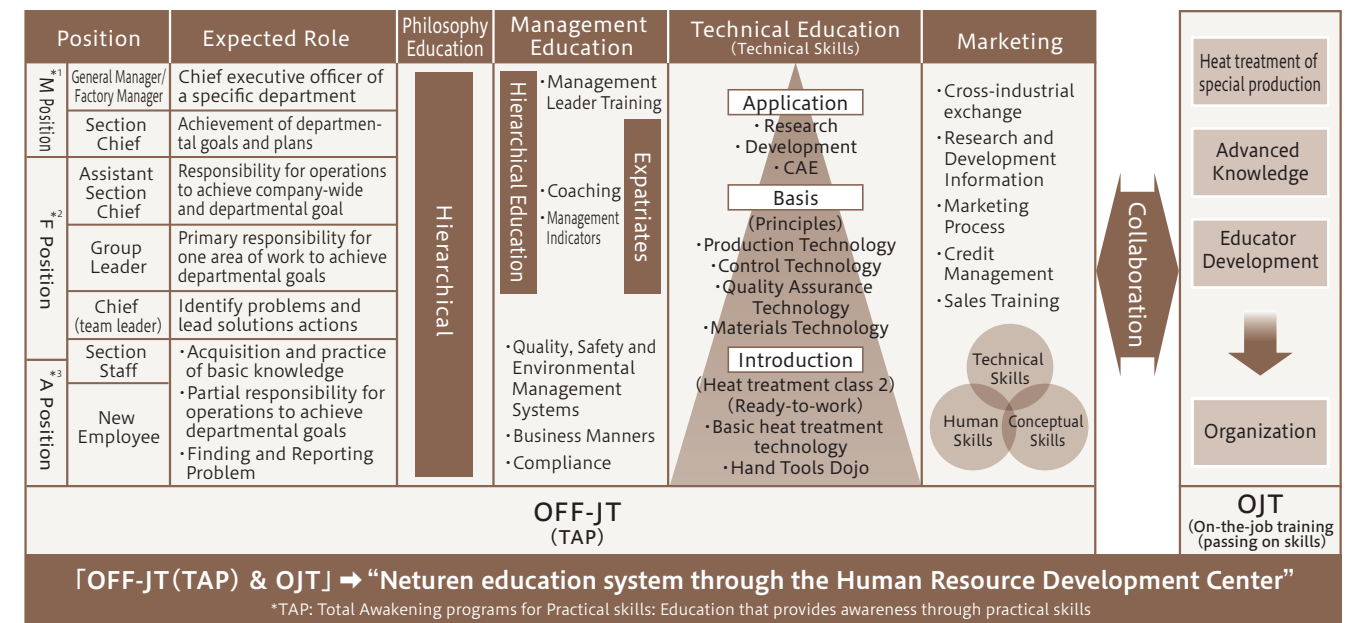 Position
Expected Role
Philosophy
Education
Management
Education
Technical Education
(Technical Skills)
Marketing
*1
M Position
General Manager/
Factory Manager
Chief executive officer of
a specific department
Section
Chief
Achievement of departmen-
tal goals and plans
*2
F Position
Assistant
Section
Chief
Responsibility for operations
to achieve company-wide
and departmental goal
Group
Leader
Primary responsibility for
one area of work to achieve
departmental goals
Chief
(team leader)
Identify problems and
lead solutions actions
*3
A Position
Section
Staff
New
Employee
・Acquisition and practice
of basic knowledge
・Partial responsibility for
operations to achieve
departmental goals
・Finding and Reporting
Problem
Hierarchical
Hierarchical Education
・Management
Leader Training
・Coaching
・Management
Indicators
Expatriates
・Quality, Safety and
Environmental
Management
Systems
・Business Manners
・Compliance
Application
・Research
・Development
・CAE
Basis
(Principles)
・Production Technology
・Control Technology
・Quality Assurance
Technology
・Materials Technology
Introduction
(Heat treatment class 2)
(Ready-to-work)
・Basic heat treatment
technology
・Hand Tools Dojo
・Cross-industrial
exchange
・Research and
Development
Information
・Marketing
Process
・Credit
Management
・Sales Training
Technical
Skills
Human
Skills
Conceptual
Skills
OFF-JT
(TAP)
Collaboration
Heat treatment of
special production
Advanced
Knowledge
Educator
Development
Organization
OJT
(On-the-job training
(passing on skills)
「OFF-JT(TAP) & OJT」➡ “Neturen education system through the Human Resource Development Center”
*TAP: Total Awakening programs for Practical skills: Education that provides awareness through practical skills